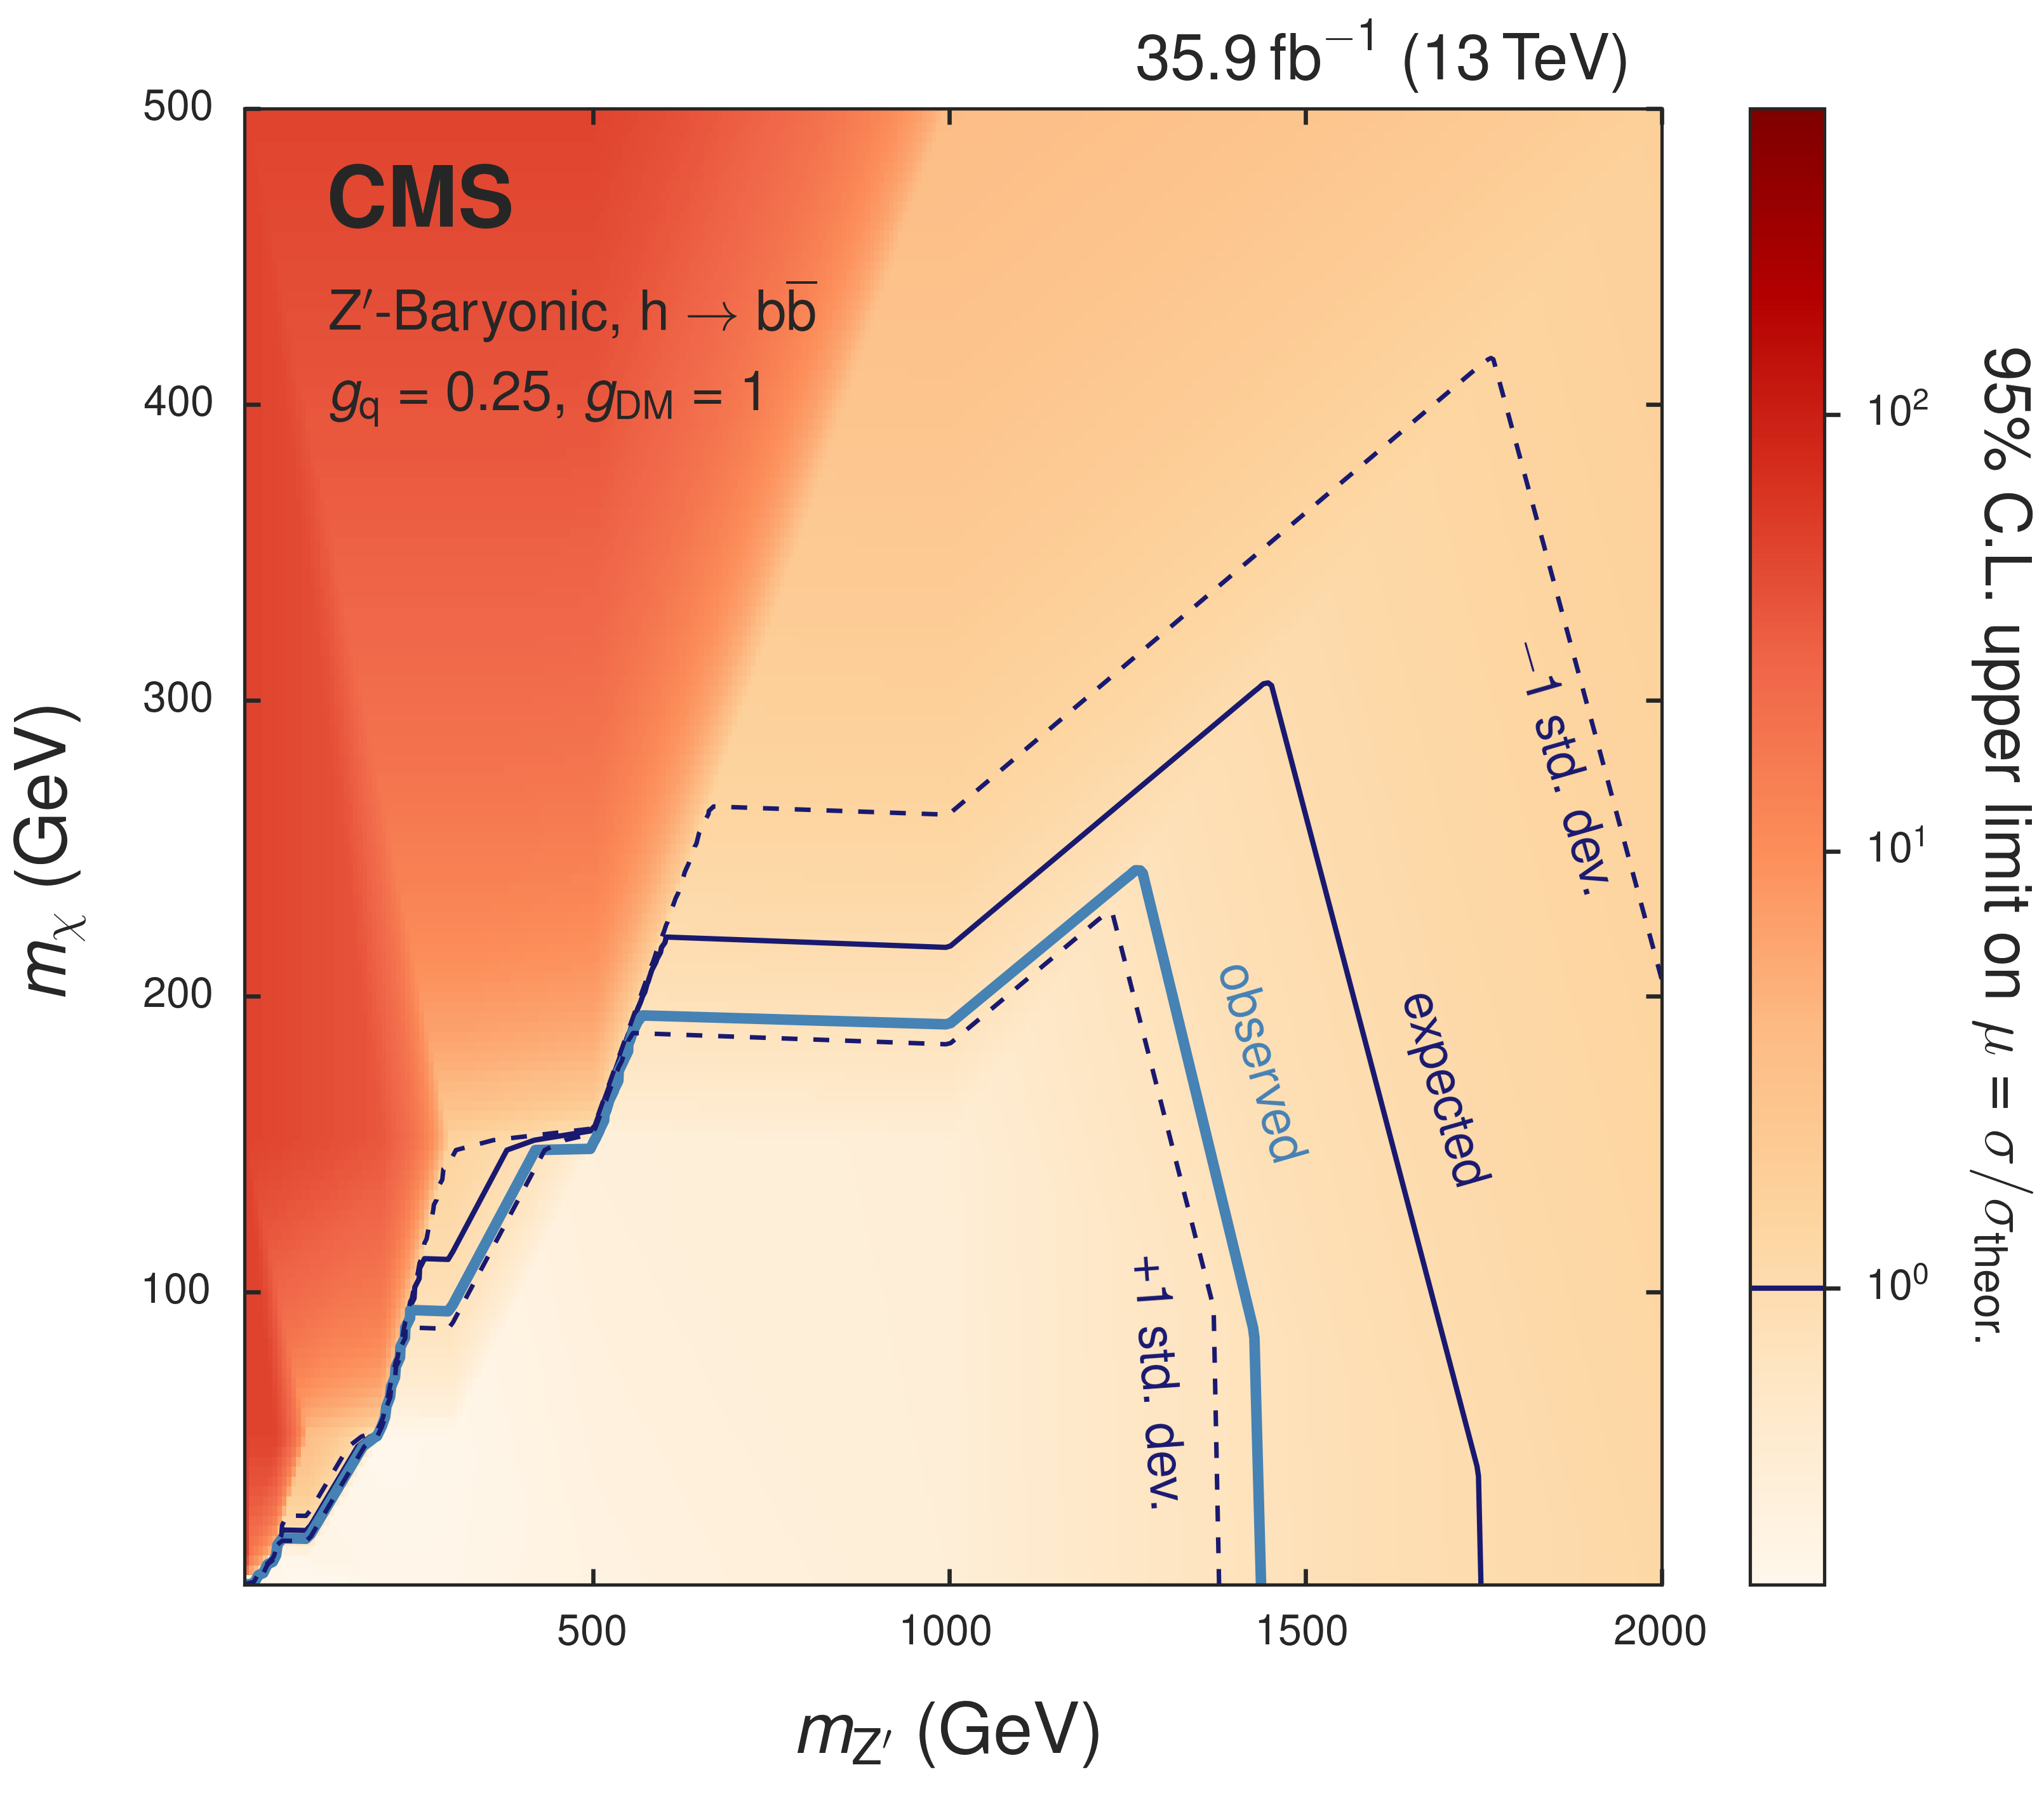 35.9 fb⁻¹ (13 TeV)
CMS
Z′-Baryonic, h → bb̅
g_q = 0.25, g_DM = 1
500
400
300
200
100
m_χ (GeV)
−1 std. dev.
expected
observed
+1 std. dev.
500
1000
1500
2000
m_Z′ (GeV)
10²
10¹
10⁰
95% C.L. upper limit on μ = σ/σ_theor.